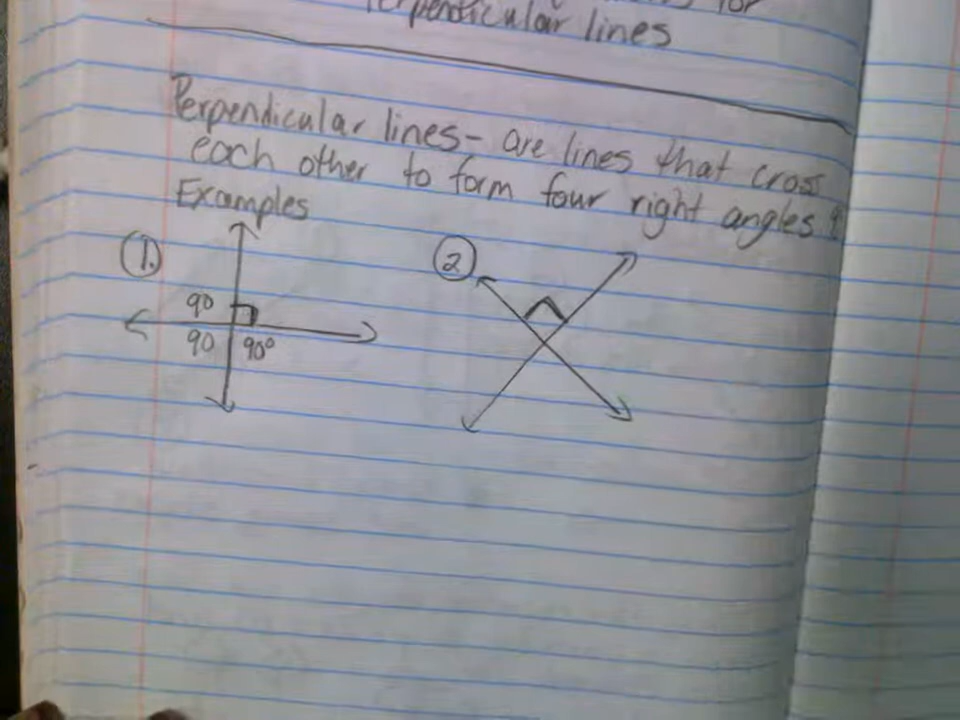 for
Perpendicular lines
Perpendicular lines - are lines that cross
each other to form four right angles
Examples
1.
2
90
90 90°